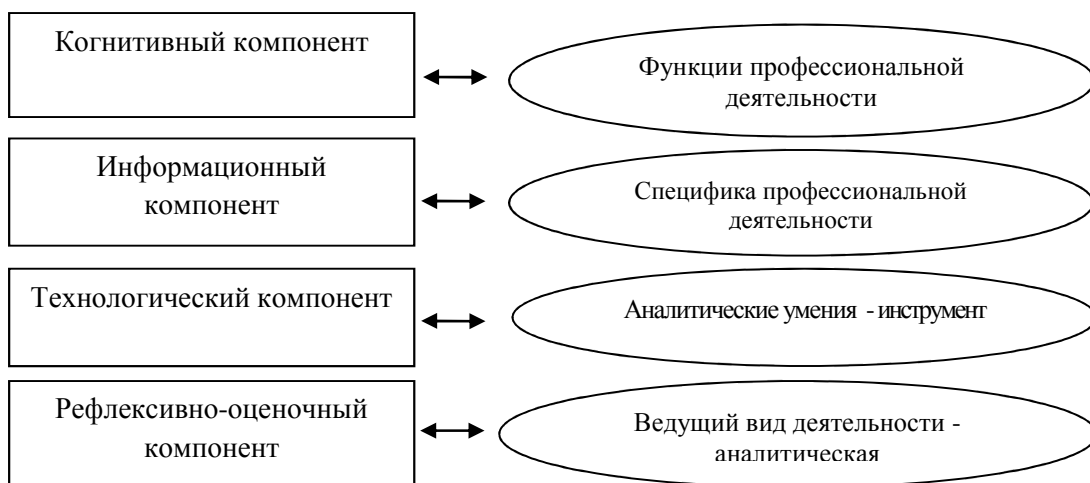 Когнитивный компонент
Функции профессиональной
деятельности
Информационный
компонент
Специфика профессиональной
деятельности
Технологический компонент
Аналитические умения - инструмент
Рефлексивно-оценочный
компонент
Ведущий вид деятельности -
аналитическая